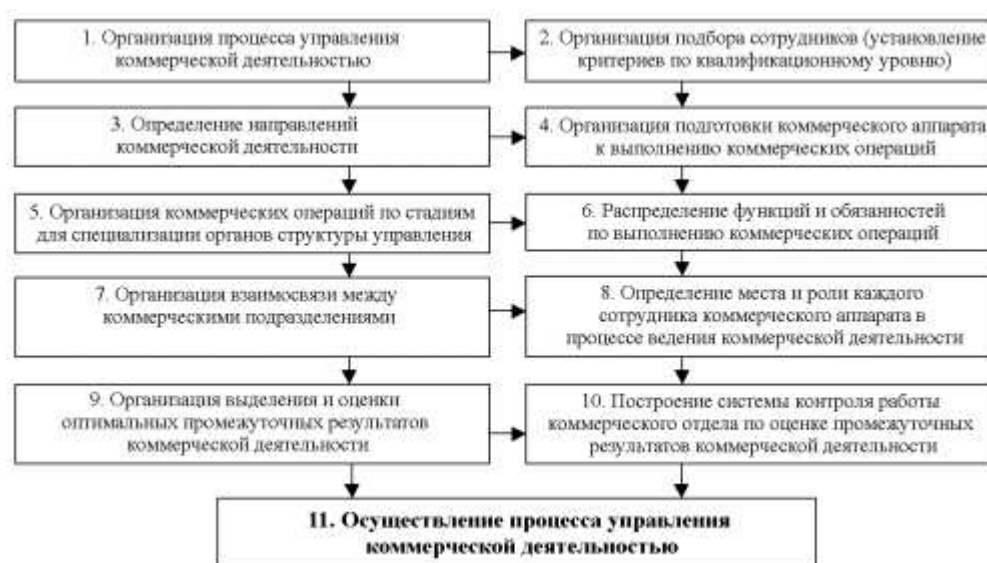 1. Организация процесса управления
коммерческой деятельностью
2. Организация подбора сотрудников (установление
критериев по квалификационному уровню)
3. Определение направлений
коммерческой деятельности
4. Организация подготовки коммерческого аппарата
к выполнению коммерческих операций
5. Организация коммерческих операций по стадиям
для специализации органов структуры управления
6. Распределение функций и обязанностей
по выполнению коммерческих операций
7. Организация взаимосвязи между
коммерческими подразделениями
8. Определение места и роли каждого
сотрудника коммерческого аппарата в
процессе ведения коммерческой деятельности
9. Организация выделения и оценки
оптимальных промежуточных результатов
коммерческой деятельности
10. Построение системы контроля работы
коммерческого отдела по оценке промежуточных
результатов коммерческой деятельности
11. Осуществление процесса управления
коммерческой деятельностью